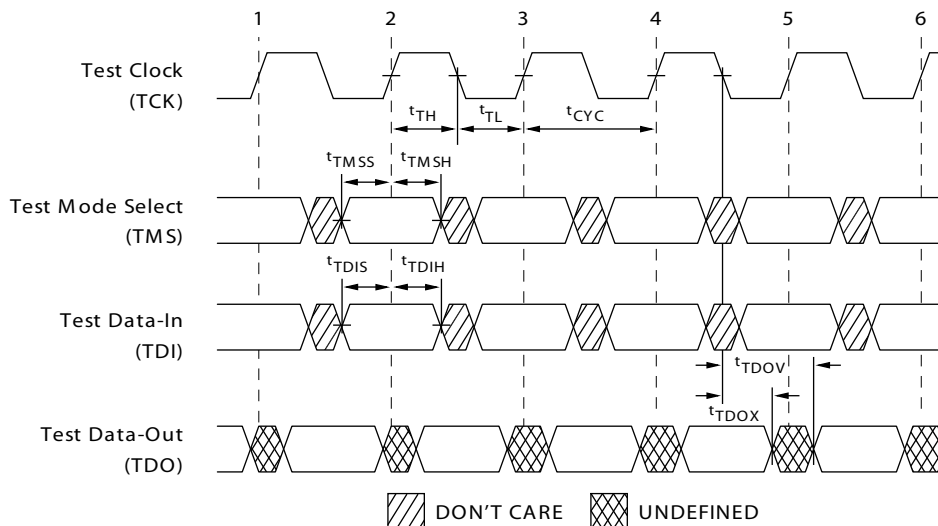 1 2 3 4 5 6
Test Clock
(TCK)
tTH tTL tCYC
tTMSS tTMSH
Test Mode Select
(TMS)
tTDIS tTDIH
Test Data-In
(TDI)
tTDOV
tTDOX
Test Data-Out
(TDO)
DON'T CARE UNDEFINED